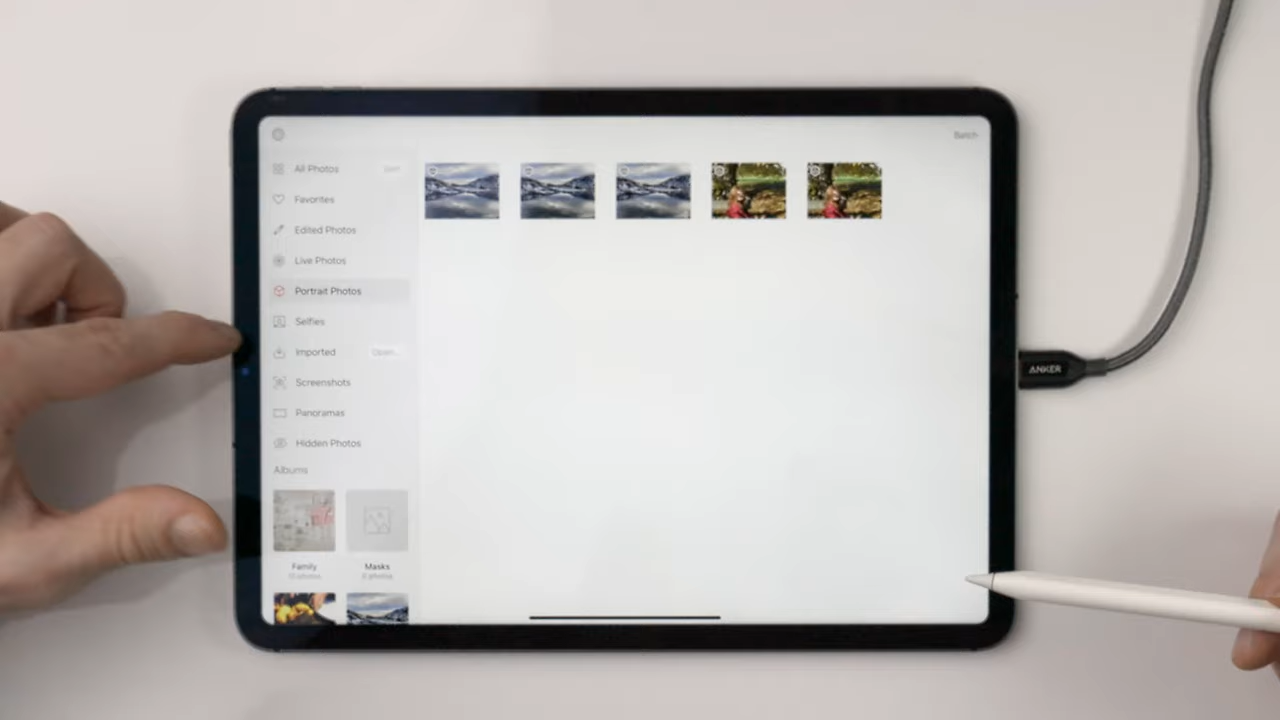 Batch
All Photos
Favorites
Edited Photos
Live Photos
Portrait Photos
Selfies
Imported
Open...
Screenshots
Panoramas
Hidden Photos
Albums
Family
Masks
ANKER